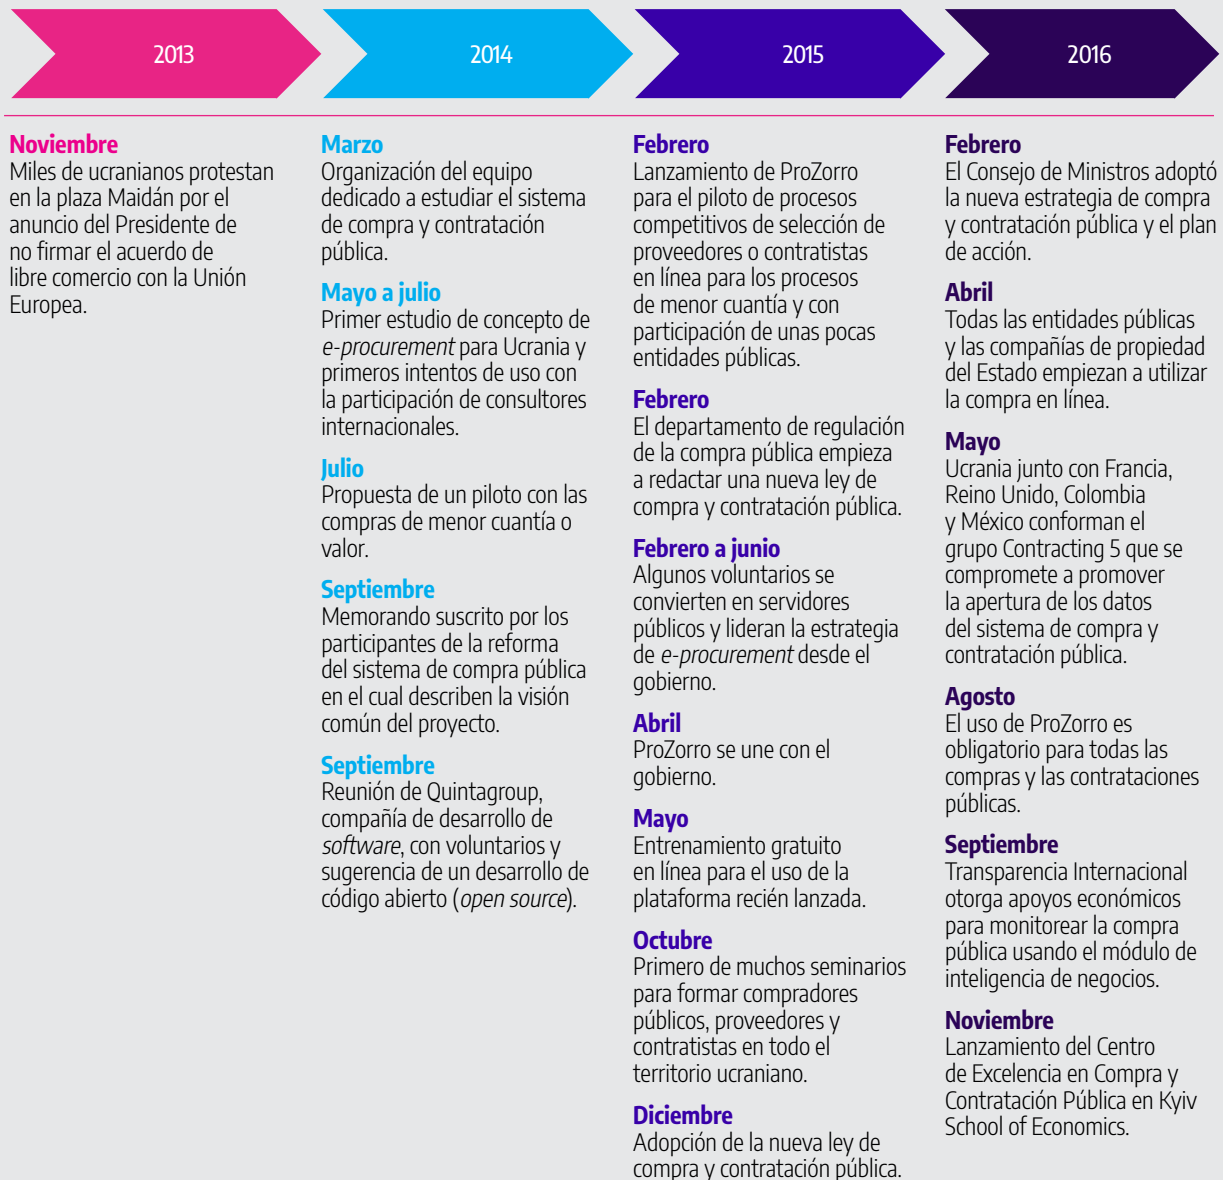 2013
2014
2015
2016
Noviembre
Miles de ucranianos protestan
en la plaza Maidán por el
anuncio del Presidente de
no firmar el acuerdo de
libre comercio con la Unión
Europea.
Marzo
Organización del equipo
dedicado a estudiar el sistema
de compra y contratación
pública.
Mayo a julio
Primer estudio de concepto de
e-procurement para Ucrania y
primeros intentos de uso con
la participación de consultores
internacionales.
Julio
Propuesta de un piloto con las
compras de menor cuantía o
valor.
Septiembre
Memorando suscrito por los
participantes de la reforma
del sistema de compra pública
en el cual describen la visión
común del proyecto.
Septiembre
Reunión de Quintagroup,
compañía de desarrollo de
software, con voluntarios y
sugerencia de un desarrollo de
código abierto (open source).
Febrero
Lanzamiento de ProZorro
para el piloto de procesos
competitivos de selección de
proveedores o contratistas
en línea para los procesos
de menor cuantía y con
participación de unas pocas
entidades públicas.
Febrero
El departamento de regulación
de la compra pública empieza
a redactar una nueva ley de
compra y contratación pública.
Febrero a junio
Algunos voluntarios se
convierten en servidores
públicos y lideran la estrategia
de e-procurement desde el
gobierno.
Abril
ProZorro se une con el
gobierno.
Mayo
Entrenamiento gratuito
en línea para el uso de la
plataforma recién lanzada.
Octubre
Primero de muchos seminarios
para formar compradores
públicos, proveedores y
contratistas en todo el
territorio ucraniano.
Diciembre
Adopción de la nueva ley de
compra y contratación pública.
Febrero
El Consejo de Ministros adoptó
la nueva estrategia de compra
y contratación pública y el plan
de acción.
Abril
Todas las entidades públicas
y las compañías de propiedad
del Estado empiezan a utilizar
la compra en línea.
Mayo
Ucrania junto con Francia,
Reino Unido, Colombia
y México conforman el
grupo Contracting 5 que se
compromete a promover
la apertura de los datos
del sistema de compra y
contratación pública.
Agosto
El uso de ProZorro es
obligatorio para todas las
compras y las contrataciones
públicas.
Septiembre
Transparencia Internacional
otorga apoyos económicos
para monitorear la compra
pública usando el módulo de
inteligencia de negocios.
Noviembre
Lanzamiento del Centro
de Excelencia en Compra y
Contratación Pública en Kyiv
School of Economics.